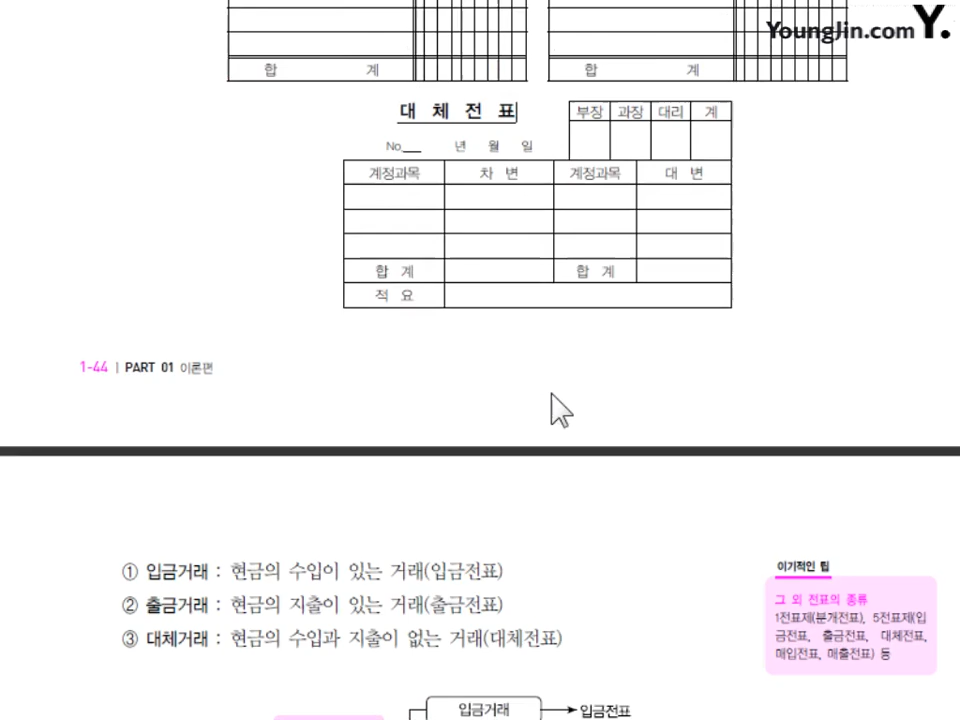 YoungJin.com Y.
합 계
합 계
대 체 전 표
부장 과장 대리 계
No. 년 월 일
계정과목 차 변 계정과목 대 변
합 계 합 계
적 요
1-44 | PART 01 이론편
① 입금거래 : 현금의 수입이 있는 거래(입금전표)
② 출금거래 : 현금의 지출이 있는 거래(출금전표)
③ 대체거래 : 현금의 수입과 지출이 없는 거래(대체전표)
이기적인 팁
그 외 전표의 종류
1전표제(분개전표), 5전표제(입
금전표, 출금전표, 대체전표,
매입전표, 매출전표) 등
입금거래 입금전표